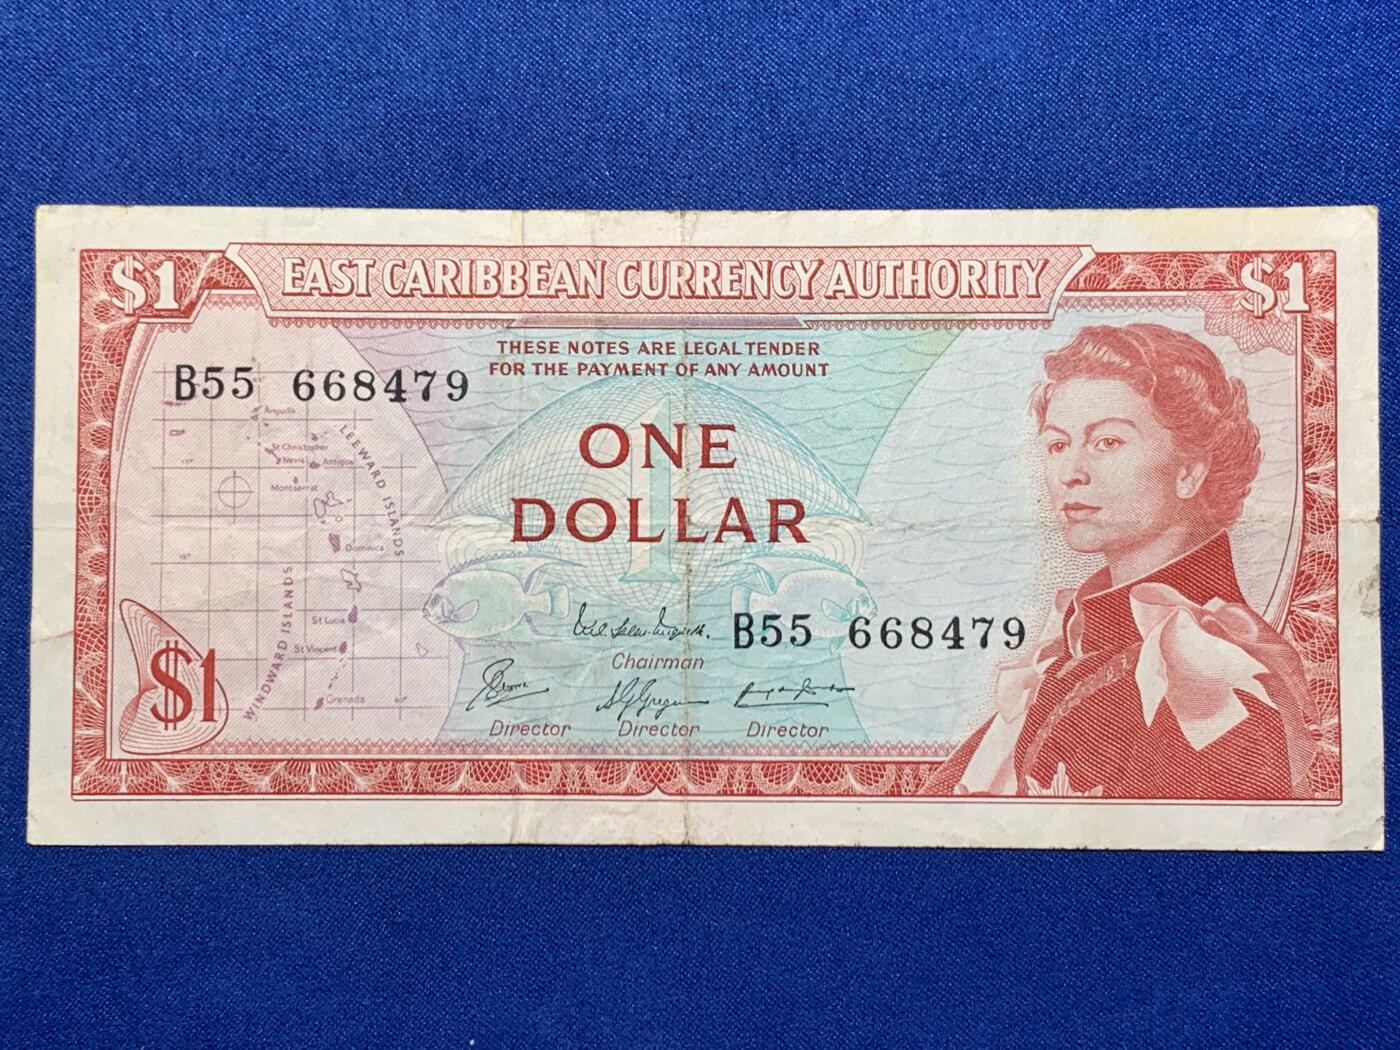 $1 EAST CARIBBEAN CURRENCY AUTHORITY $1
THESE NOTES ARE LEGAL TENDER
FOR THE PAYMENT OF ANY AMOUNT
B55 668479
Anguilla
LEEWARD ISLANDS
St Christopher
Nevis Antigua
Montserrat
1
ONE
DOLLAR
Dominica
WINDWARD ISLANDS
St Lucia
St Vincent
Grenada
$1
B55 668479
Chairman
Director Director Director